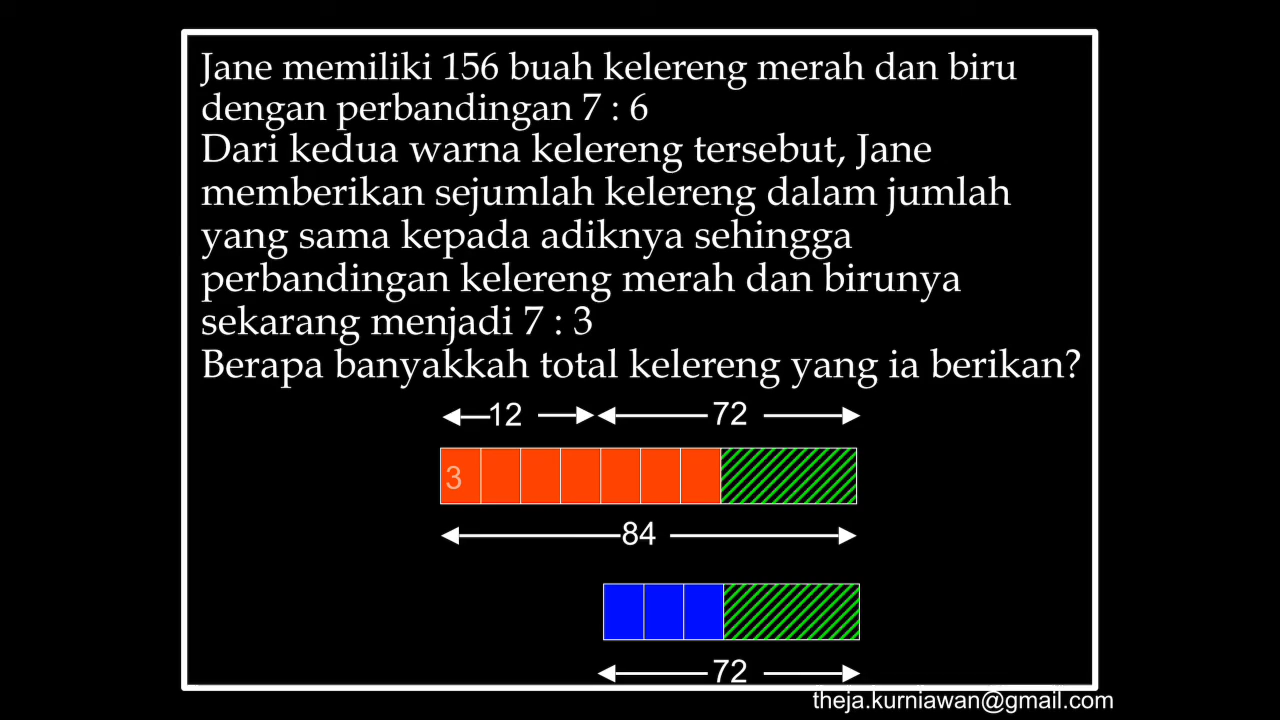 Jane memiliki 156 buah kelereng merah dan biru
dengan perbandingan 7 : 6
Dari kedua warna kelereng tersebut, Jane
memberikan sejumlah kelereng dalam jumlah
yang sama kepada adiknya sehingga
perbandingan kelereng merah dan birunya
sekarang menjadi 7 : 3
Berapa banyakkah total kelereng yang ia berikan?
12 72
3
84
72
theja.kurniawan@gmail.com